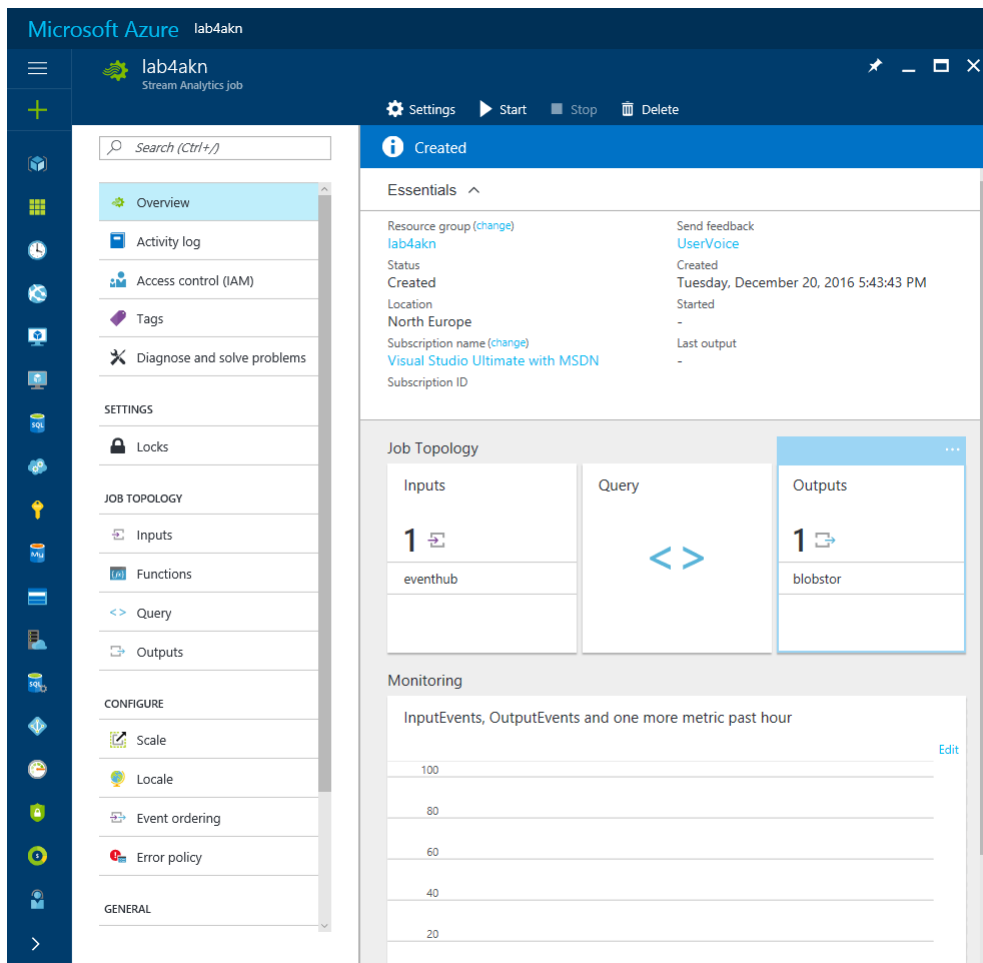 Microsoft Azure lab4akn
lab4akn
Stream Analytics job
Settings Start Stop Delete
Search (Ctrl+/)
Overview
Activity log
Access control (IAM)
Tags
Diagnose and solve problems
SETTINGS
Locks
JOB TOPOLOGY
Inputs
Functions
Query
Outputs
CONFIGURE
Scale
Locale
Event ordering
Error policy
GENERAL
Created
Essentials
Resource group (change)
lab4akn
Status
Created
Location
North Europe
Subscription name (change)
Visual Studio Ultimate with MSDN
Subscription ID
Send feedback
UserVoice
Created
Tuesday, December 20, 2016 5:43:43 PM
Started
-
Last output
-
Job Topology
Inputs
1
eventhub
Query
< >
Outputs
1
blobstor
Monitoring
InputEvents, OutputEvents and one more metric past hour
Edit
100
80
60
40
20